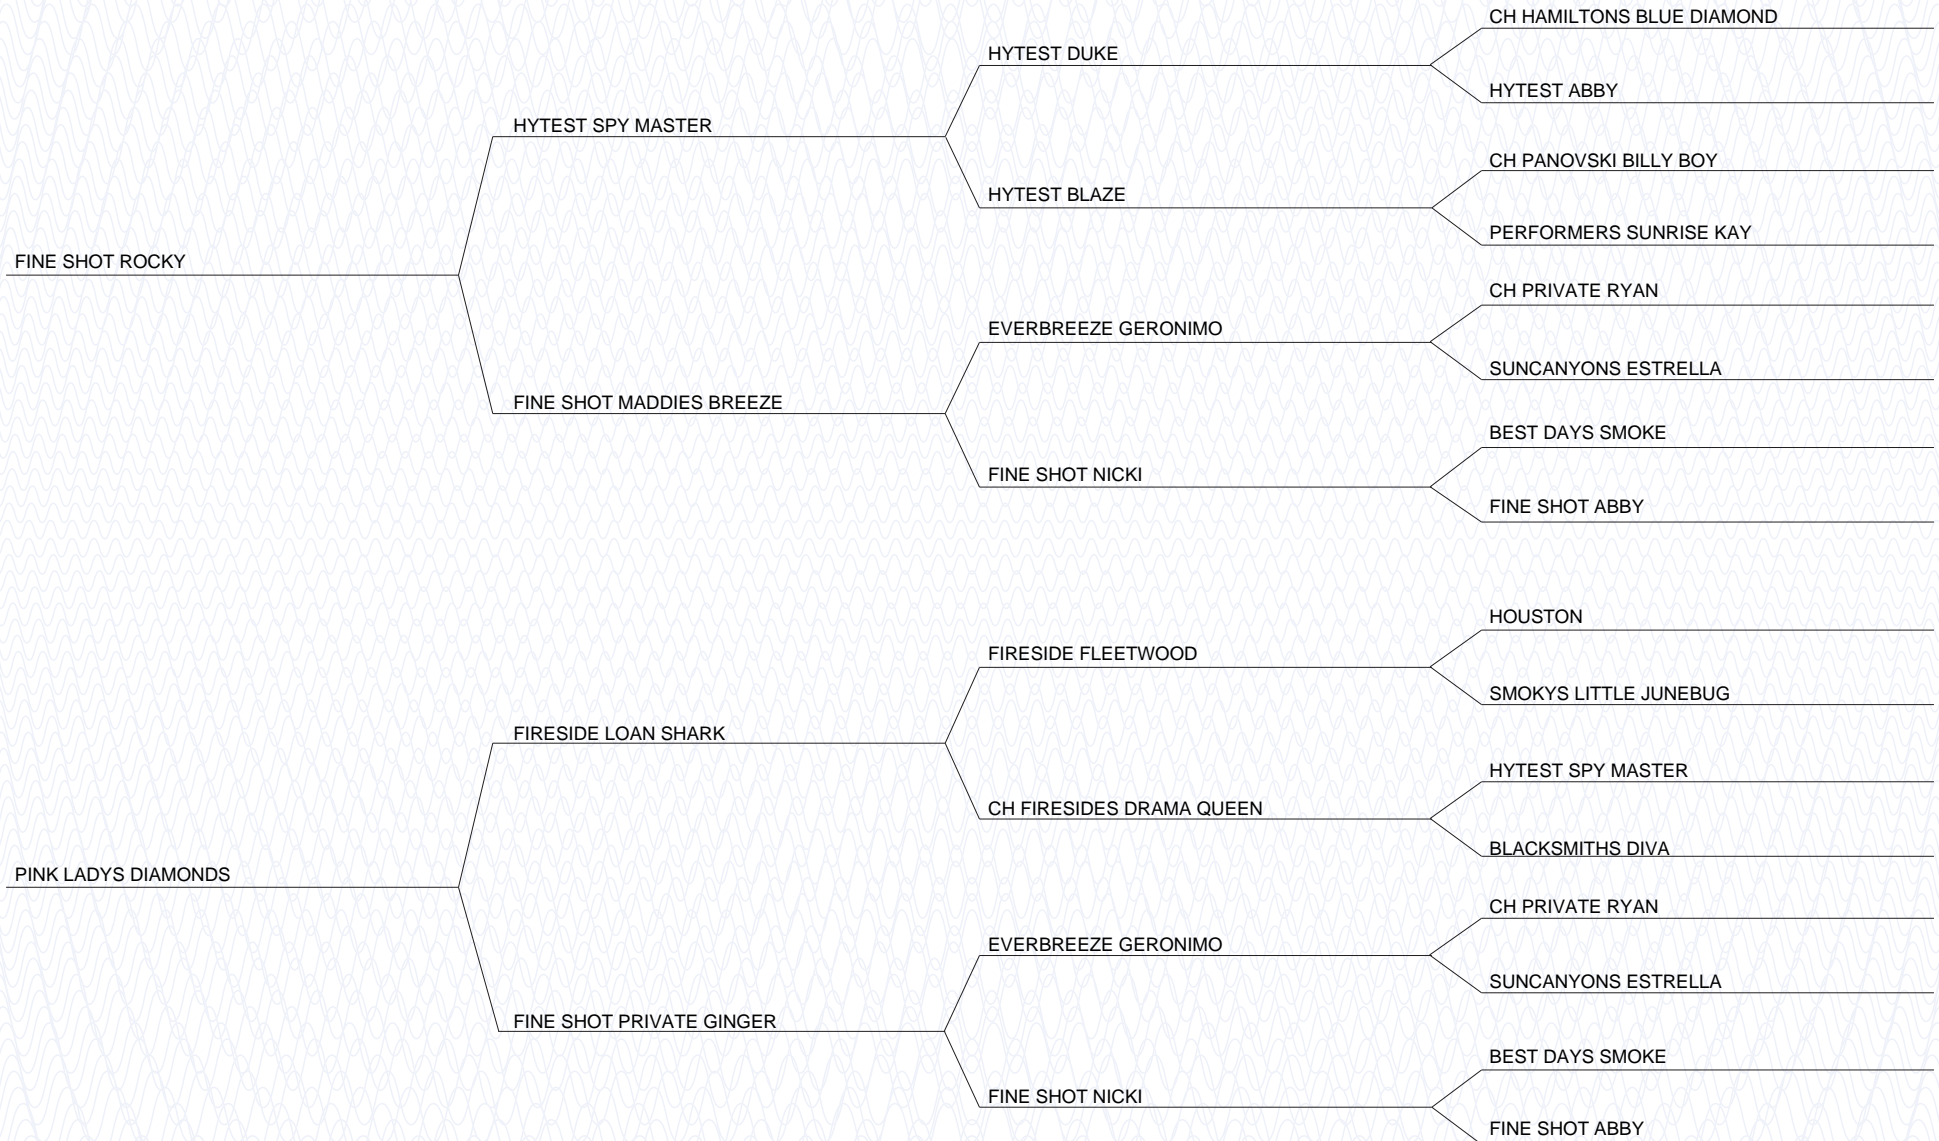 CH HAMILTONS BLUE DIAMOND
HYTEST DUKE
HYTEST ABBY
HYTEST SPY MASTER
CH PANOVSKI BILLY BOY
HYTEST BLAZE
PERFORMERS SUNRISE KAY
FINE SHOT ROCKY
CH PRIVATE RYAN
EVERBREEZE GERONIMO
SUNCANYONS ESTRELLA
FINE SHOT MADDIES BREEZE
BEST DAYS SMOKE
FINE SHOT NICKI
FINE SHOT ABBY
HOUSTON
FIRESIDE FLEETWOOD
SMOKYS LITTLE JUNEBUG
FIRESIDE LOAN SHARK
HYTEST SPY MASTER
CH FIRESIDES DRAMA QUEEN
BLACKSMITHS DIVA
PINK LADYS DIAMONDS
CH PRIVATE RYAN
EVERBREEZE GERONIMO
SUNCANYONS ESTRELLA
FINE SHOT PRIVATE GINGER
BEST DAYS SMOKE
FINE SHOT NICKI
FINE SHOT ABBY